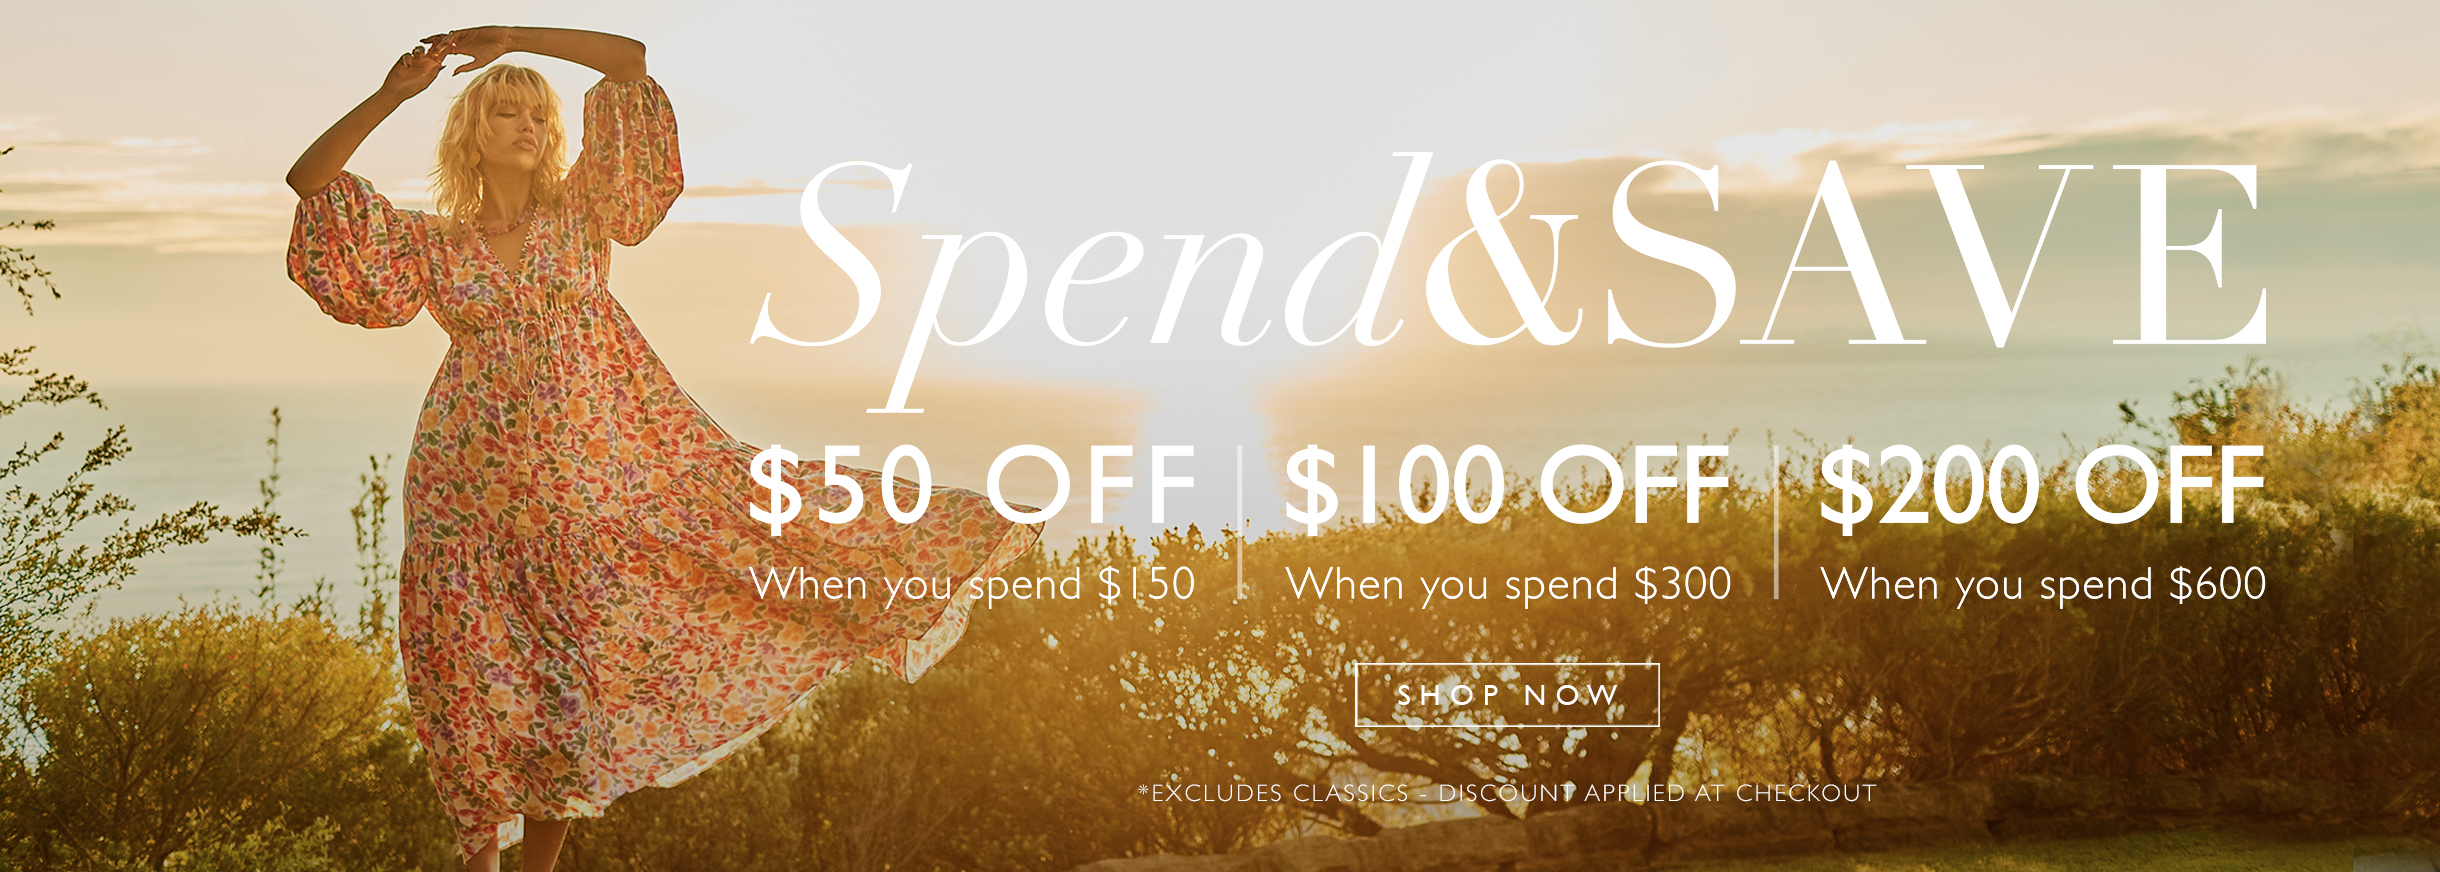 Spend&SAVE
$50 OFF
When you spend $150
$100 OFF
When you spend $300
$200 OFF
When you spend $600
SHOP NOW
*EXCLUDES CLASSICS - DISCOUNT APPLIED AT CHECKOUT